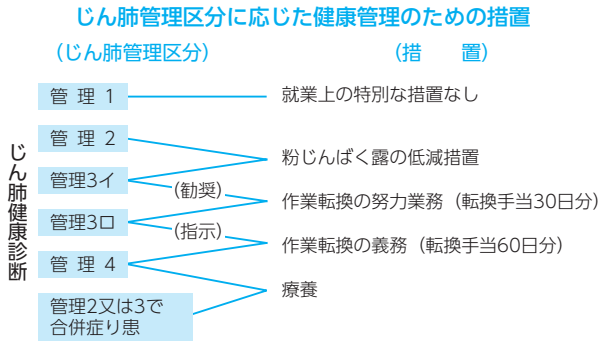 じん肺管理区分に応じた健康管理のための措置
（じん肺管理区分）
（措　　置）
じん肺健康診断
管 理 1
就業上の特別な措置なし
管 理 2
粉じんばく露の低減措置
管理3イ
（勧奨）
作業転換の努力業務（転換手当30日分）
管理3ロ
（指示）
作業転換の義務（転換手当60日分）
管 理 4
療養
管理2又は3で
合併症り患